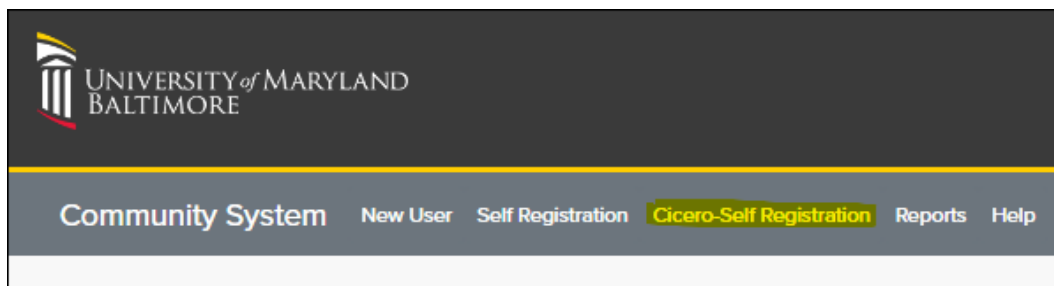 UNIVERSITY of MARYLAND
BALTIMORE
Community System New User Self Registration Cicero-Self Registration Reports Help